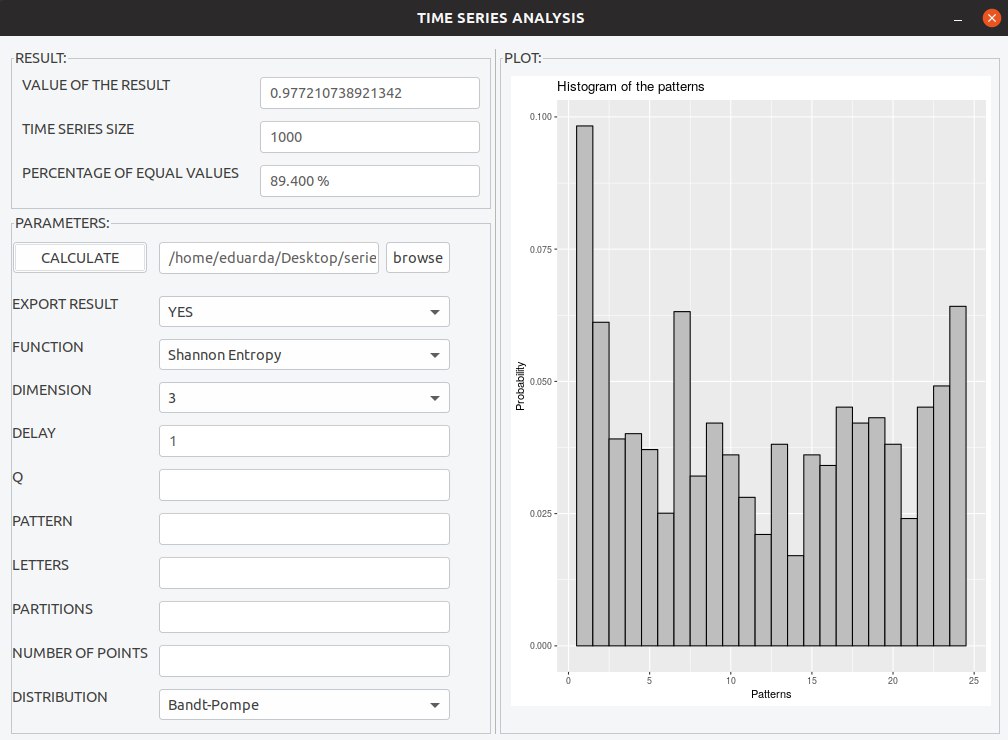 TIME SERIES ANALYSIS
RESULT:
VALUE OF THE RESULT 0.977210738921342
TIME SERIES SIZE 1000
PERCENTAGE OF EQUAL VALUES 89.400 %
PARAMETERS:
CALCULATE /home/eduarda/Desktop/serie browse
EXPORT RESULT YES
FUNCTION Shannon Entropy
DIMENSION 3
DELAY 1
Q
PATTERN
LETTERS
PARTITIONS
NUMBER OF POINTS
DISTRIBUTION Bandt-Pompe
PLOT:
Histogram of the patterns
0.100
0.075
0.050
0.025
0.000
Probability
0 5 10 15 20 25
Patterns